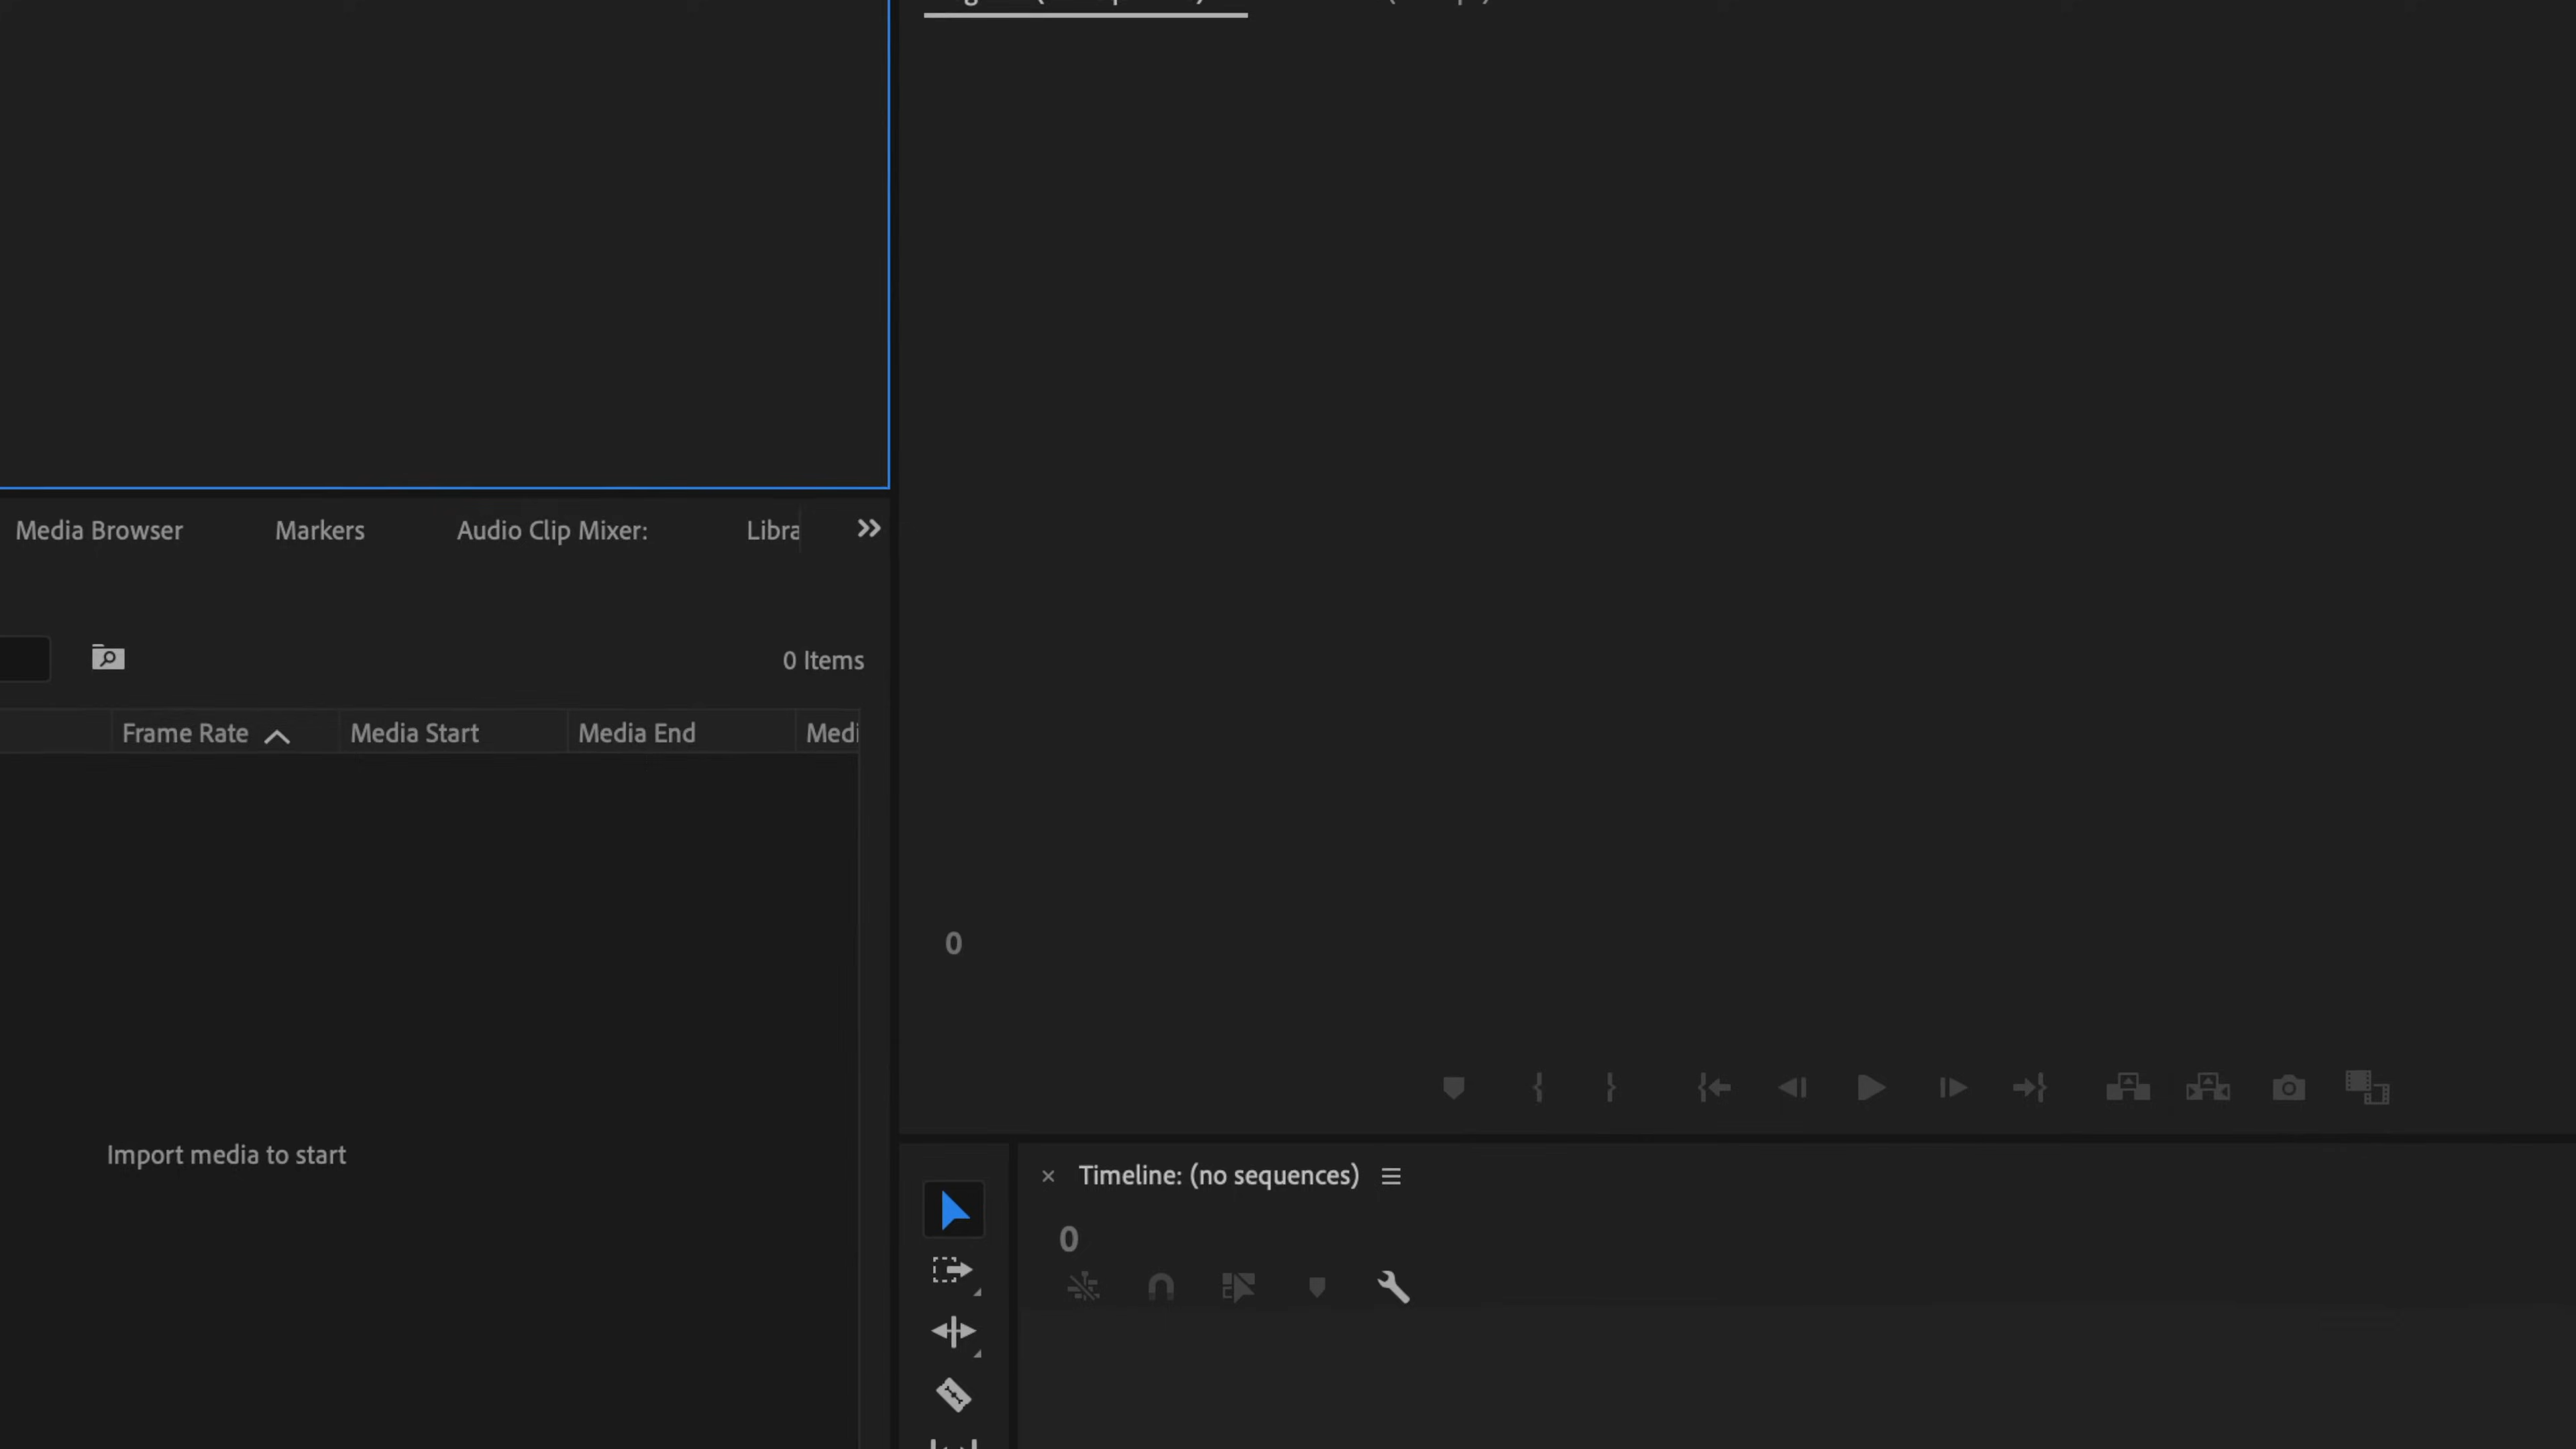 Media Browser
Markers
Audio Clip Mixer:
Libra
0 Items
Frame Rate
Media Start
Media End
Medi
Import media to start
0
Timeline: (no sequences)
0